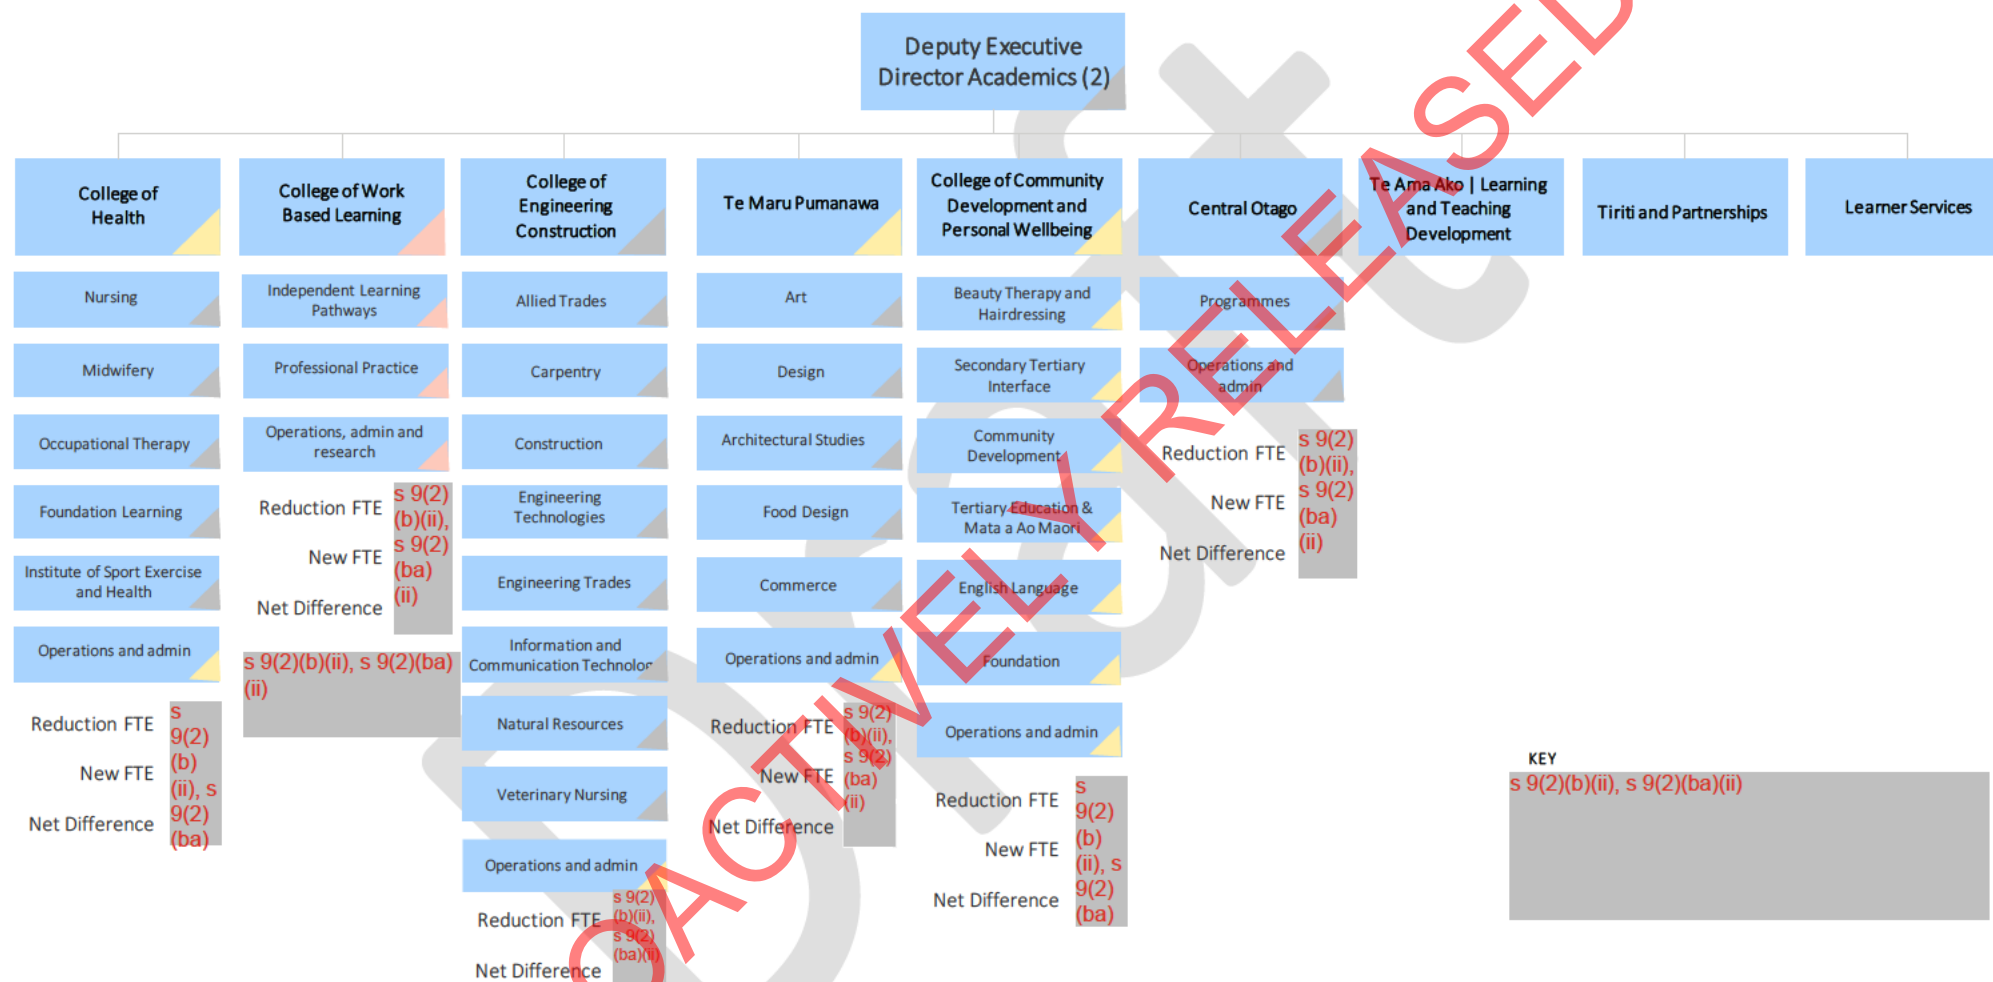 Deputy Executive
Director Academics (2)
College of
Health
Nursing
Midwifery
Occupational Therapy
Foundation Learning
Institute of Sport Exercise
and Health
Operations and admin
Reduction FTE
New FTE
Net Difference
s
9(2)
(b)
(ii), s
9(2)
(ba)
College of Work
Based Learning
Independent Learning
Pathways
Professional Practice
Operations, admin and
research
Reduction FTE
New FTE
Net Difference
s 9(2)
(b)(ii),
s 9(2)
(ba)
(ii)
s 9(2)(b)(ii), s 9(2)(ba)
(ii)
College of
Engineering
Construction
Allied Trades
Carpentry
Construction
Engineering
Technologies
Engineering Trades
Information and
Communication Technolog
Natural Resources
Veterinary Nursing
Operations and admin
Reduction FTE
Net Difference
s 9(2)
(b)(ii),
s 9(2)
(ba)(ii)
Te Maru Pumanawa
Art
Design
Architectural Studies
Food Design
Commerce
Operations and admin
Reduction FTE
New FTE
Net Difference
s 9(2)
(b)(ii),
s 9(2)
(ba)
(ii)
College of Community
Development and
Personal Wellbeing
Beauty Therapy and
Hairdressing
Secondary Tertiary
Interface
Community
Development
Tertiary Education &
Mata a Ao Maori
English Language
Foundation
Operations and admin
Reduction FTE
New FTE
Net Difference
s
9(2)
(b)
(ii), s
9(2)
(ba)
Central Otago
Programmes
Operations and
admin
Reduction FTE
New FTE
Net Difference
s 9(2)
(b)(ii),
s 9(2)
(ba)
(ii)
Te Ama Ako | Learning
and Teaching
Development
Tiriti and Partnerships
Learner Services
KEY
s 9(2)(b)(ii), s 9(2)(ba)(ii)
OACTIVELY RELEASED